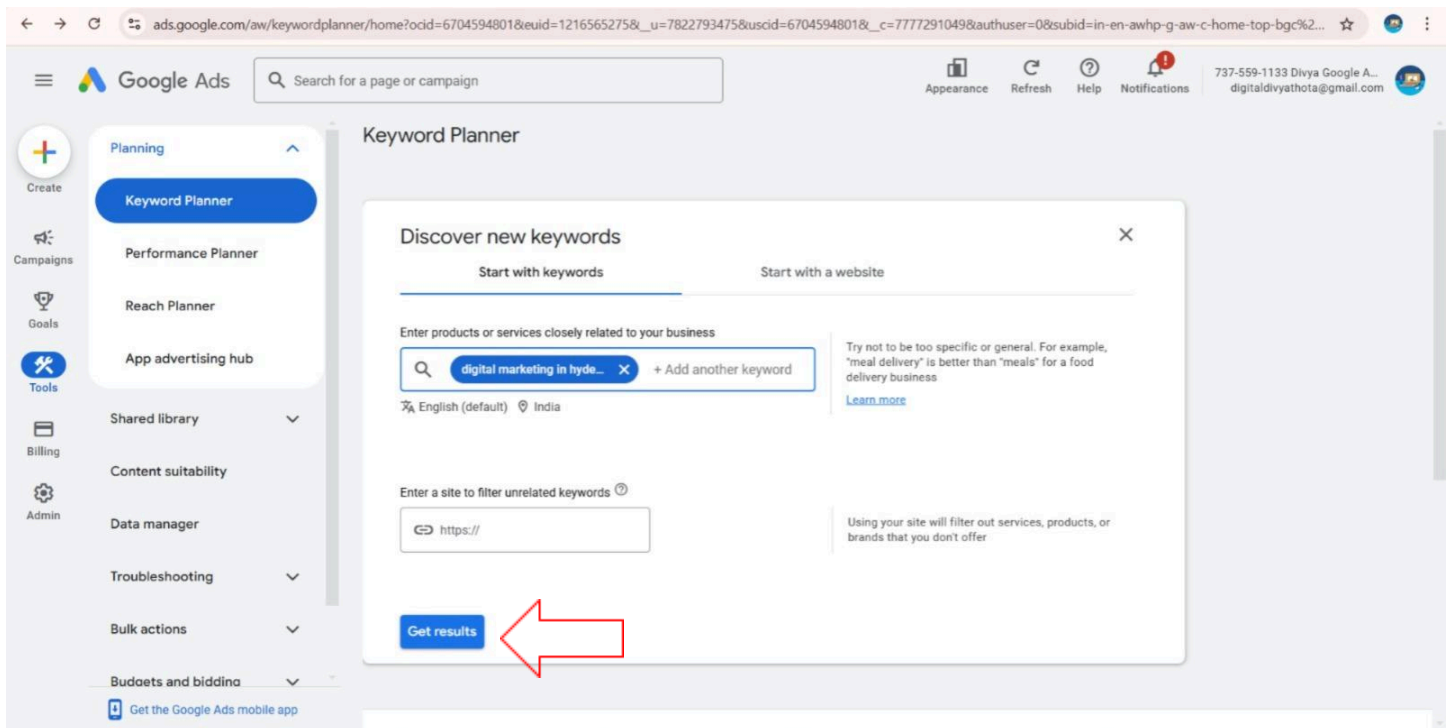 ads.google.com/aw/keywordplanner/home?ocid=6704594801&euid=1216565275&__u=7822793475&uscid=6704594801&__c=7777291049&authuser=0&subid=in-en-awhp-g-aw-c-home-top-bgc%2...
Google Ads
Search for a page or campaign
Appearance
Refresh
Help
Notifications
737-559-1133 Divya Google A...
digitaldivyathota@gmail.com
Create
Campaigns
Goals
Tools
Billing
Admin
Planning
Keyword Planner
Performance Planner
Reach Planner
App advertising hub
Shared library
Content suitability
Data manager
Troubleshooting
Bulk actions
Budgets and bidding
Get the Google Ads mobile app
Keyword Planner
Discover new keywords
Start with keywords
Start with a website
Enter products or services closely related to your business
digital marketing in hyde...
+ Add another keyword
English (default)
India
Try not to be too specific or general. For example,
"meal delivery" is better than "meals" for a food
delivery business
Learn more
Enter a site to filter unrelated keywords
https://
Using your site will filter out services, products, or
brands that you don't offer
Get results